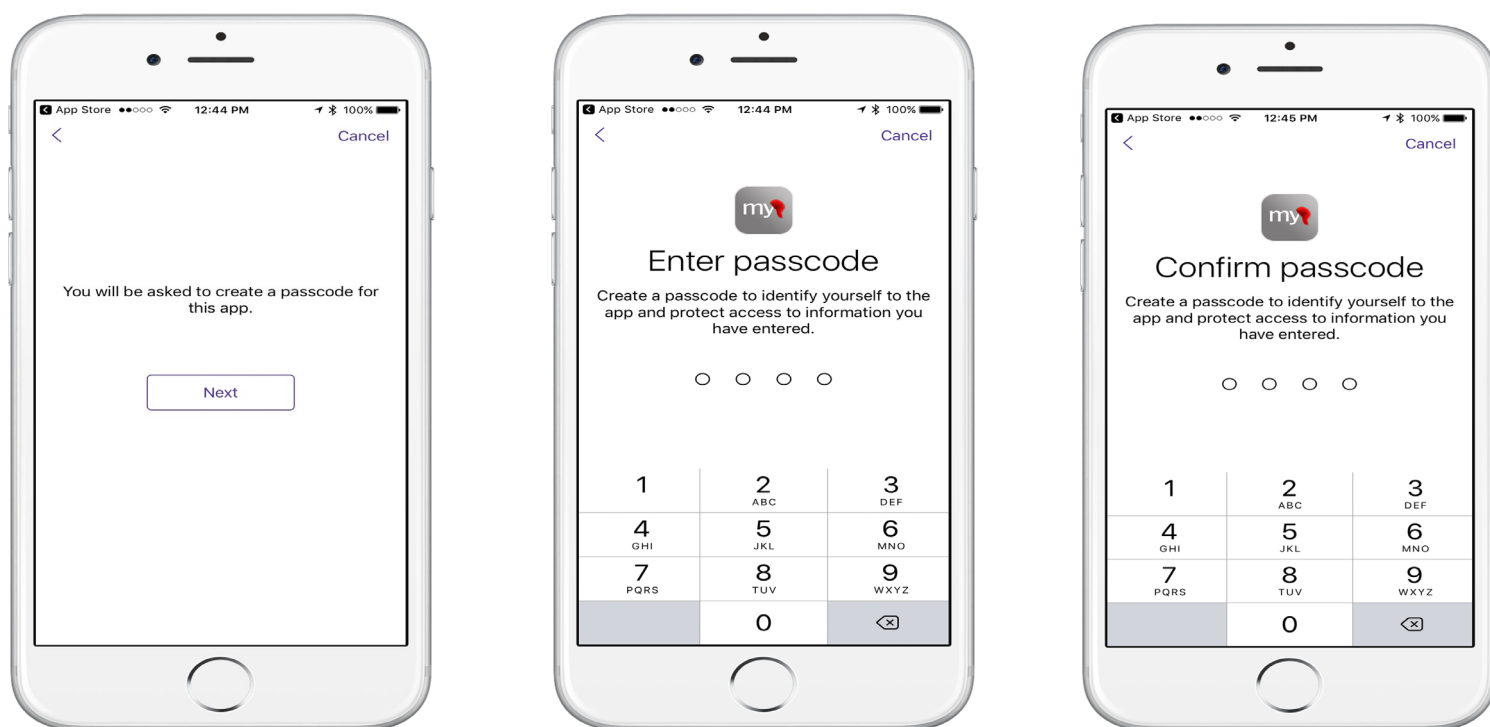 App Store 12:44 PM 100%
Cancel
You will be asked to create a passcode for
this app.
Next
App Store 12:44 PM 100%
Cancel
my
Enter passcode
Create a passcode to identify yourself to the
app and protect access to information you
have entered.
1 2 3
ABC DEF
4 5 6
GHI JKL MNO
7 8 9
PQRS TUV WXYZ
0
App Store 12:45 PM 100%
Cancel
my
Confirm passcode
Create a passcode to identify yourself to the
app and protect access to information you
have entered.
1 2 3
ABC DEF
4 5 6
GHI JKL MNO
7 8 9
PQRS TUV WXYZ
0